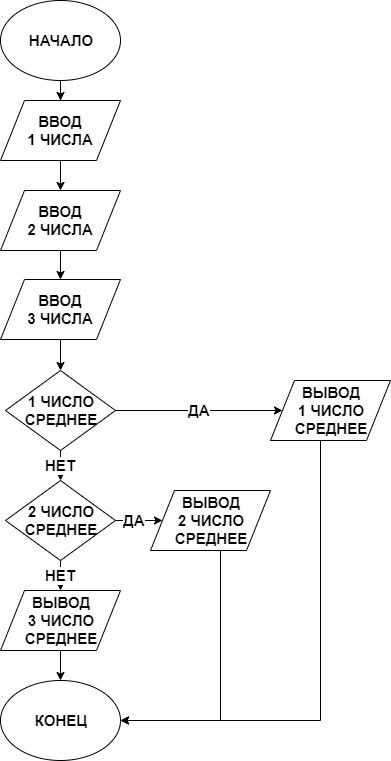 НАЧАЛО
ВВОД
1 ЧИСЛА
ВВОД
2 ЧИСЛА
ВВОД
3 ЧИСЛА
1 ЧИСЛО
СРЕДНЕЕ
ДА
ВЫВОД
1 ЧИСЛО
СРЕДНЕЕ
НЕТ
2 ЧИСЛО
СРЕДНЕЕ
ДА
ВЫВОД
2 ЧИСЛО
СРЕДНЕЕ
НЕТ
ВЫВОД
3 ЧИСЛО
СРЕДНЕЕ
КОНЕЦ